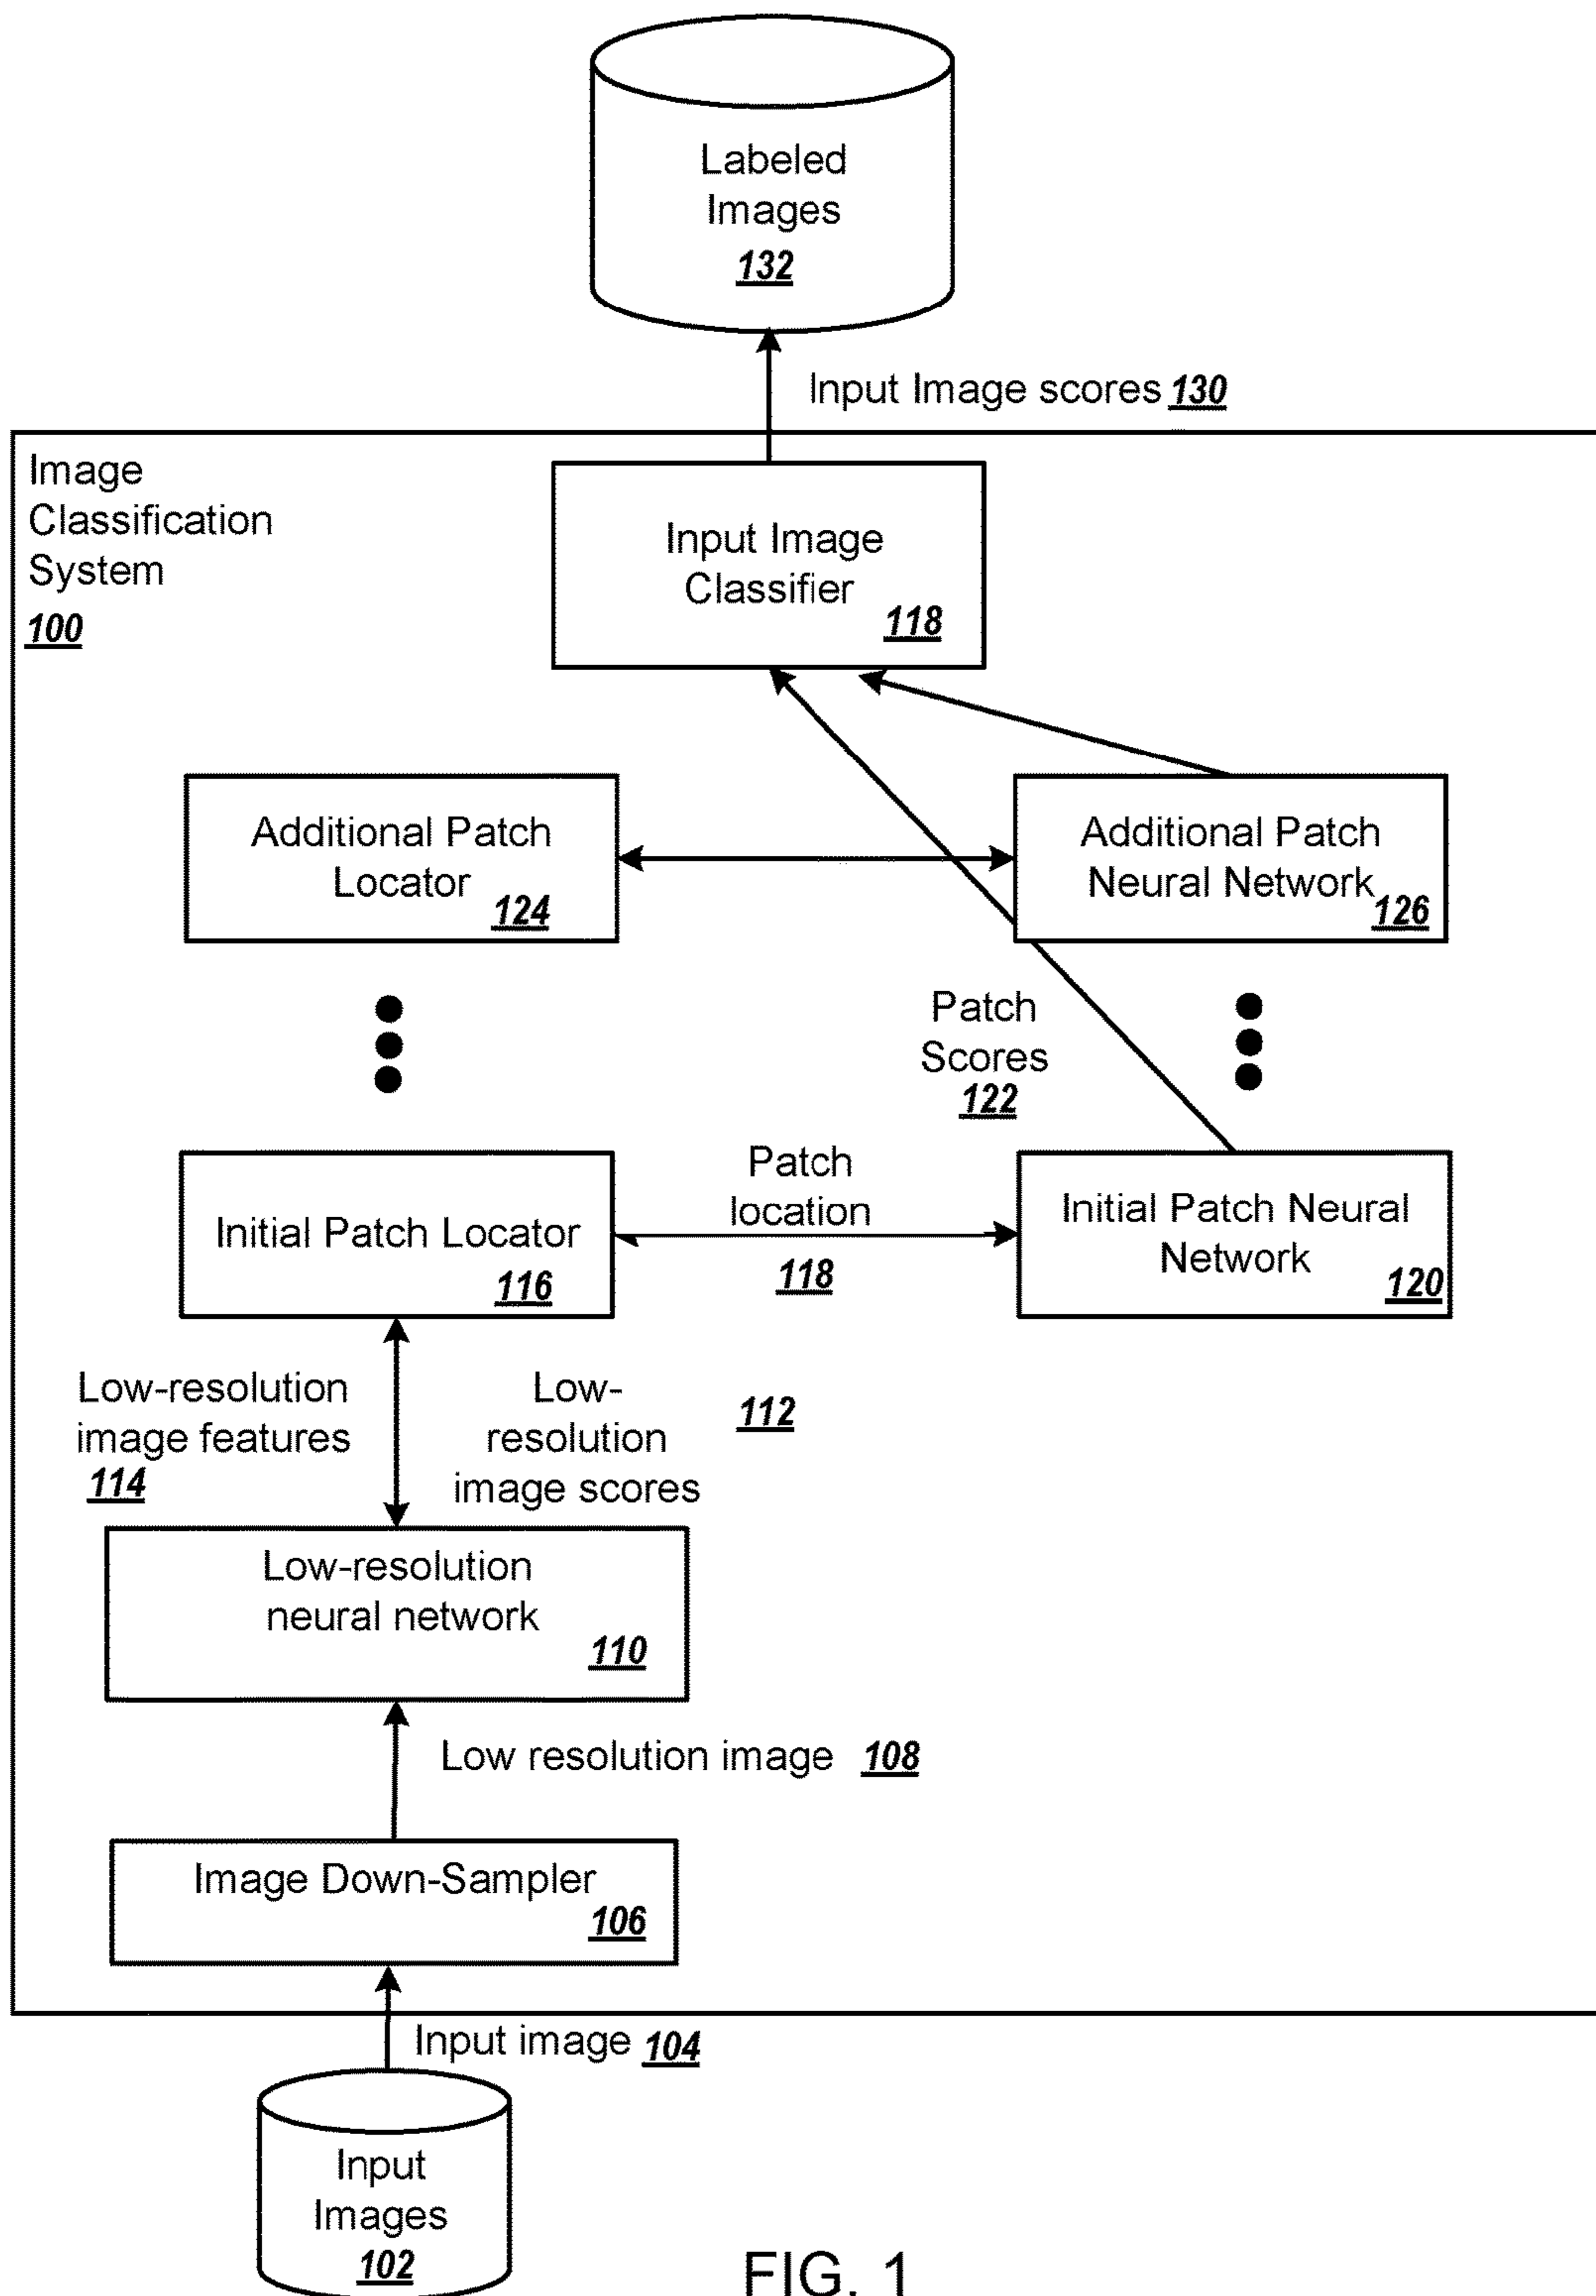 Labeled
Images
132
Input Image scores 130
Image
Classification
System
100
Input Image
Classifier
118
Additional Patch
Locator
124
Additional Patch
Neural Network
126
Patch
Scores
122
Patch
location
118
Initial Patch Locator
116
Initial Patch Neural
Network
120
Low-resolution
image features
114
Low-
resolution
image scores
112
Low-resolution
neural network
110
Low resolution image 108
Image Down-Sampler
106
Input image 104
Input
Images
102
FIG. 1